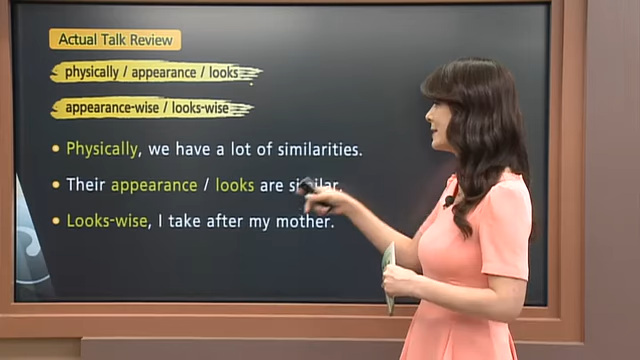 Actual Talk Review
physically / appearance / looks
appearance-wise / looks-wise
• Physically, we have a lot of similarities.
• Their appearance / looks are similar.
• Looks-wise, I take after my mother.